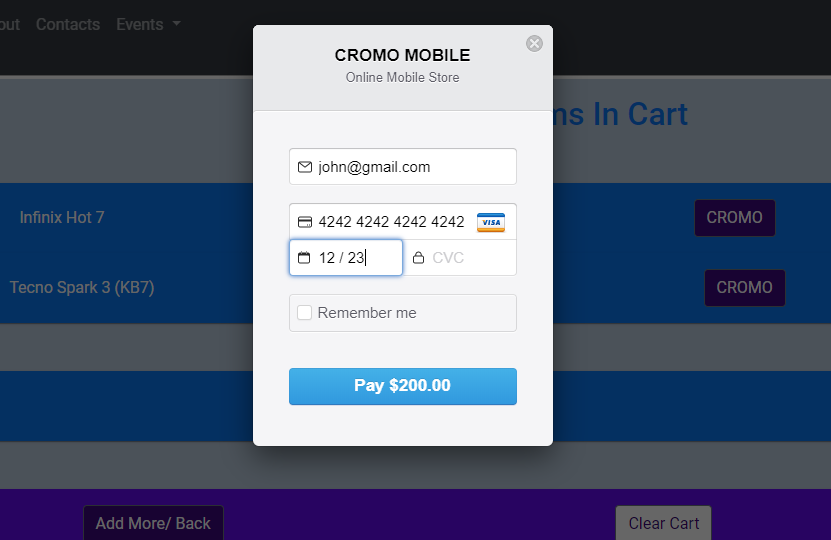 out Contacts Events
CROMO MOBILE
Online Mobile Store
ms In Cart
john@gmail.com
Infinix Hot 7
CROMO
4242 4242 4242 4242 VISA
12 / 23 CVC
Tecno Spark 3 (KB7)
CROMO
Remember me
Pay $200.00
Add More/ Back
Clear Cart